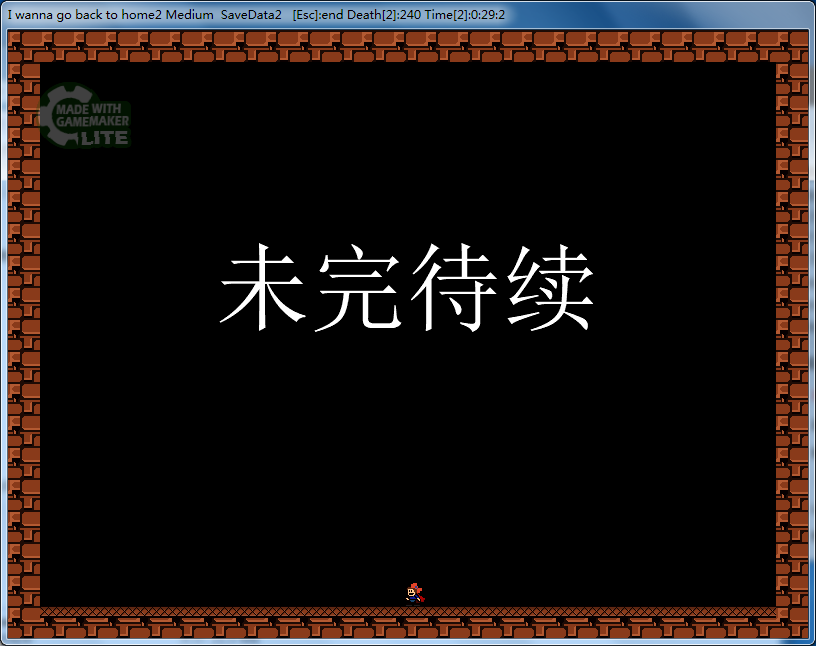 I wanna go back to home2 Medium  SaveData2   [Esc]:end Death[2]:240 Time[2]:0:29:2
MADE WITH
GAMEMAKER
LITE
未完待续